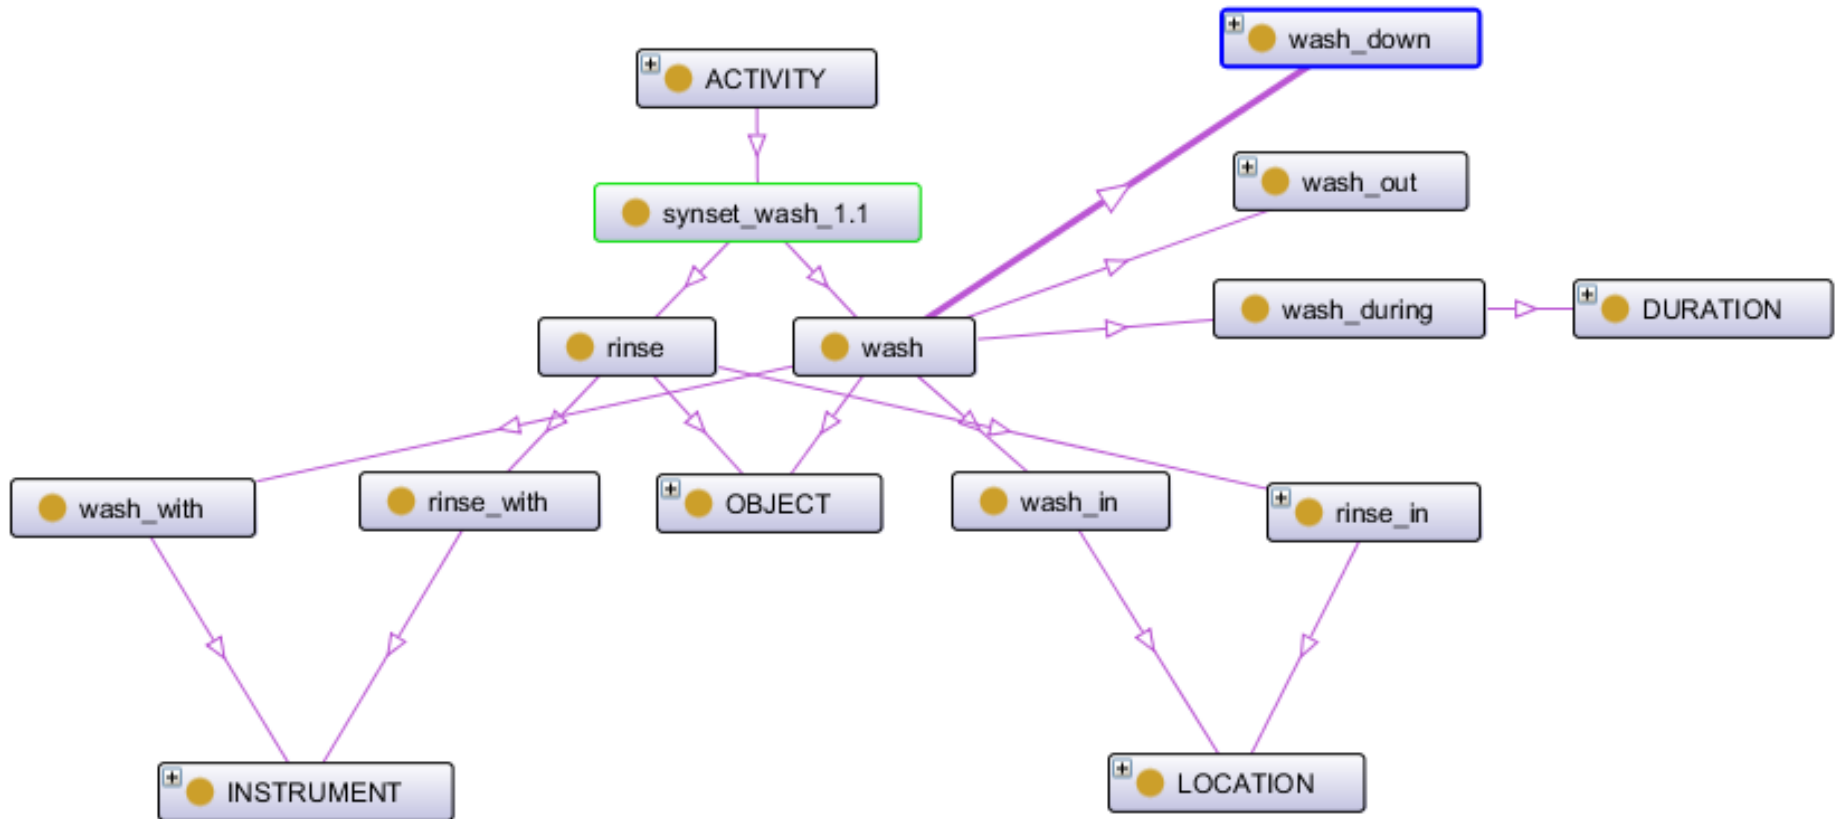 wash_down
ACTIVITY
wash_out
synset_wash_1.1
wash_during
DURATION
rinse
wash
wash_with
rinse_with
OBJECT
wash_in
rinse_in
INSTRUMENT
LOCATION